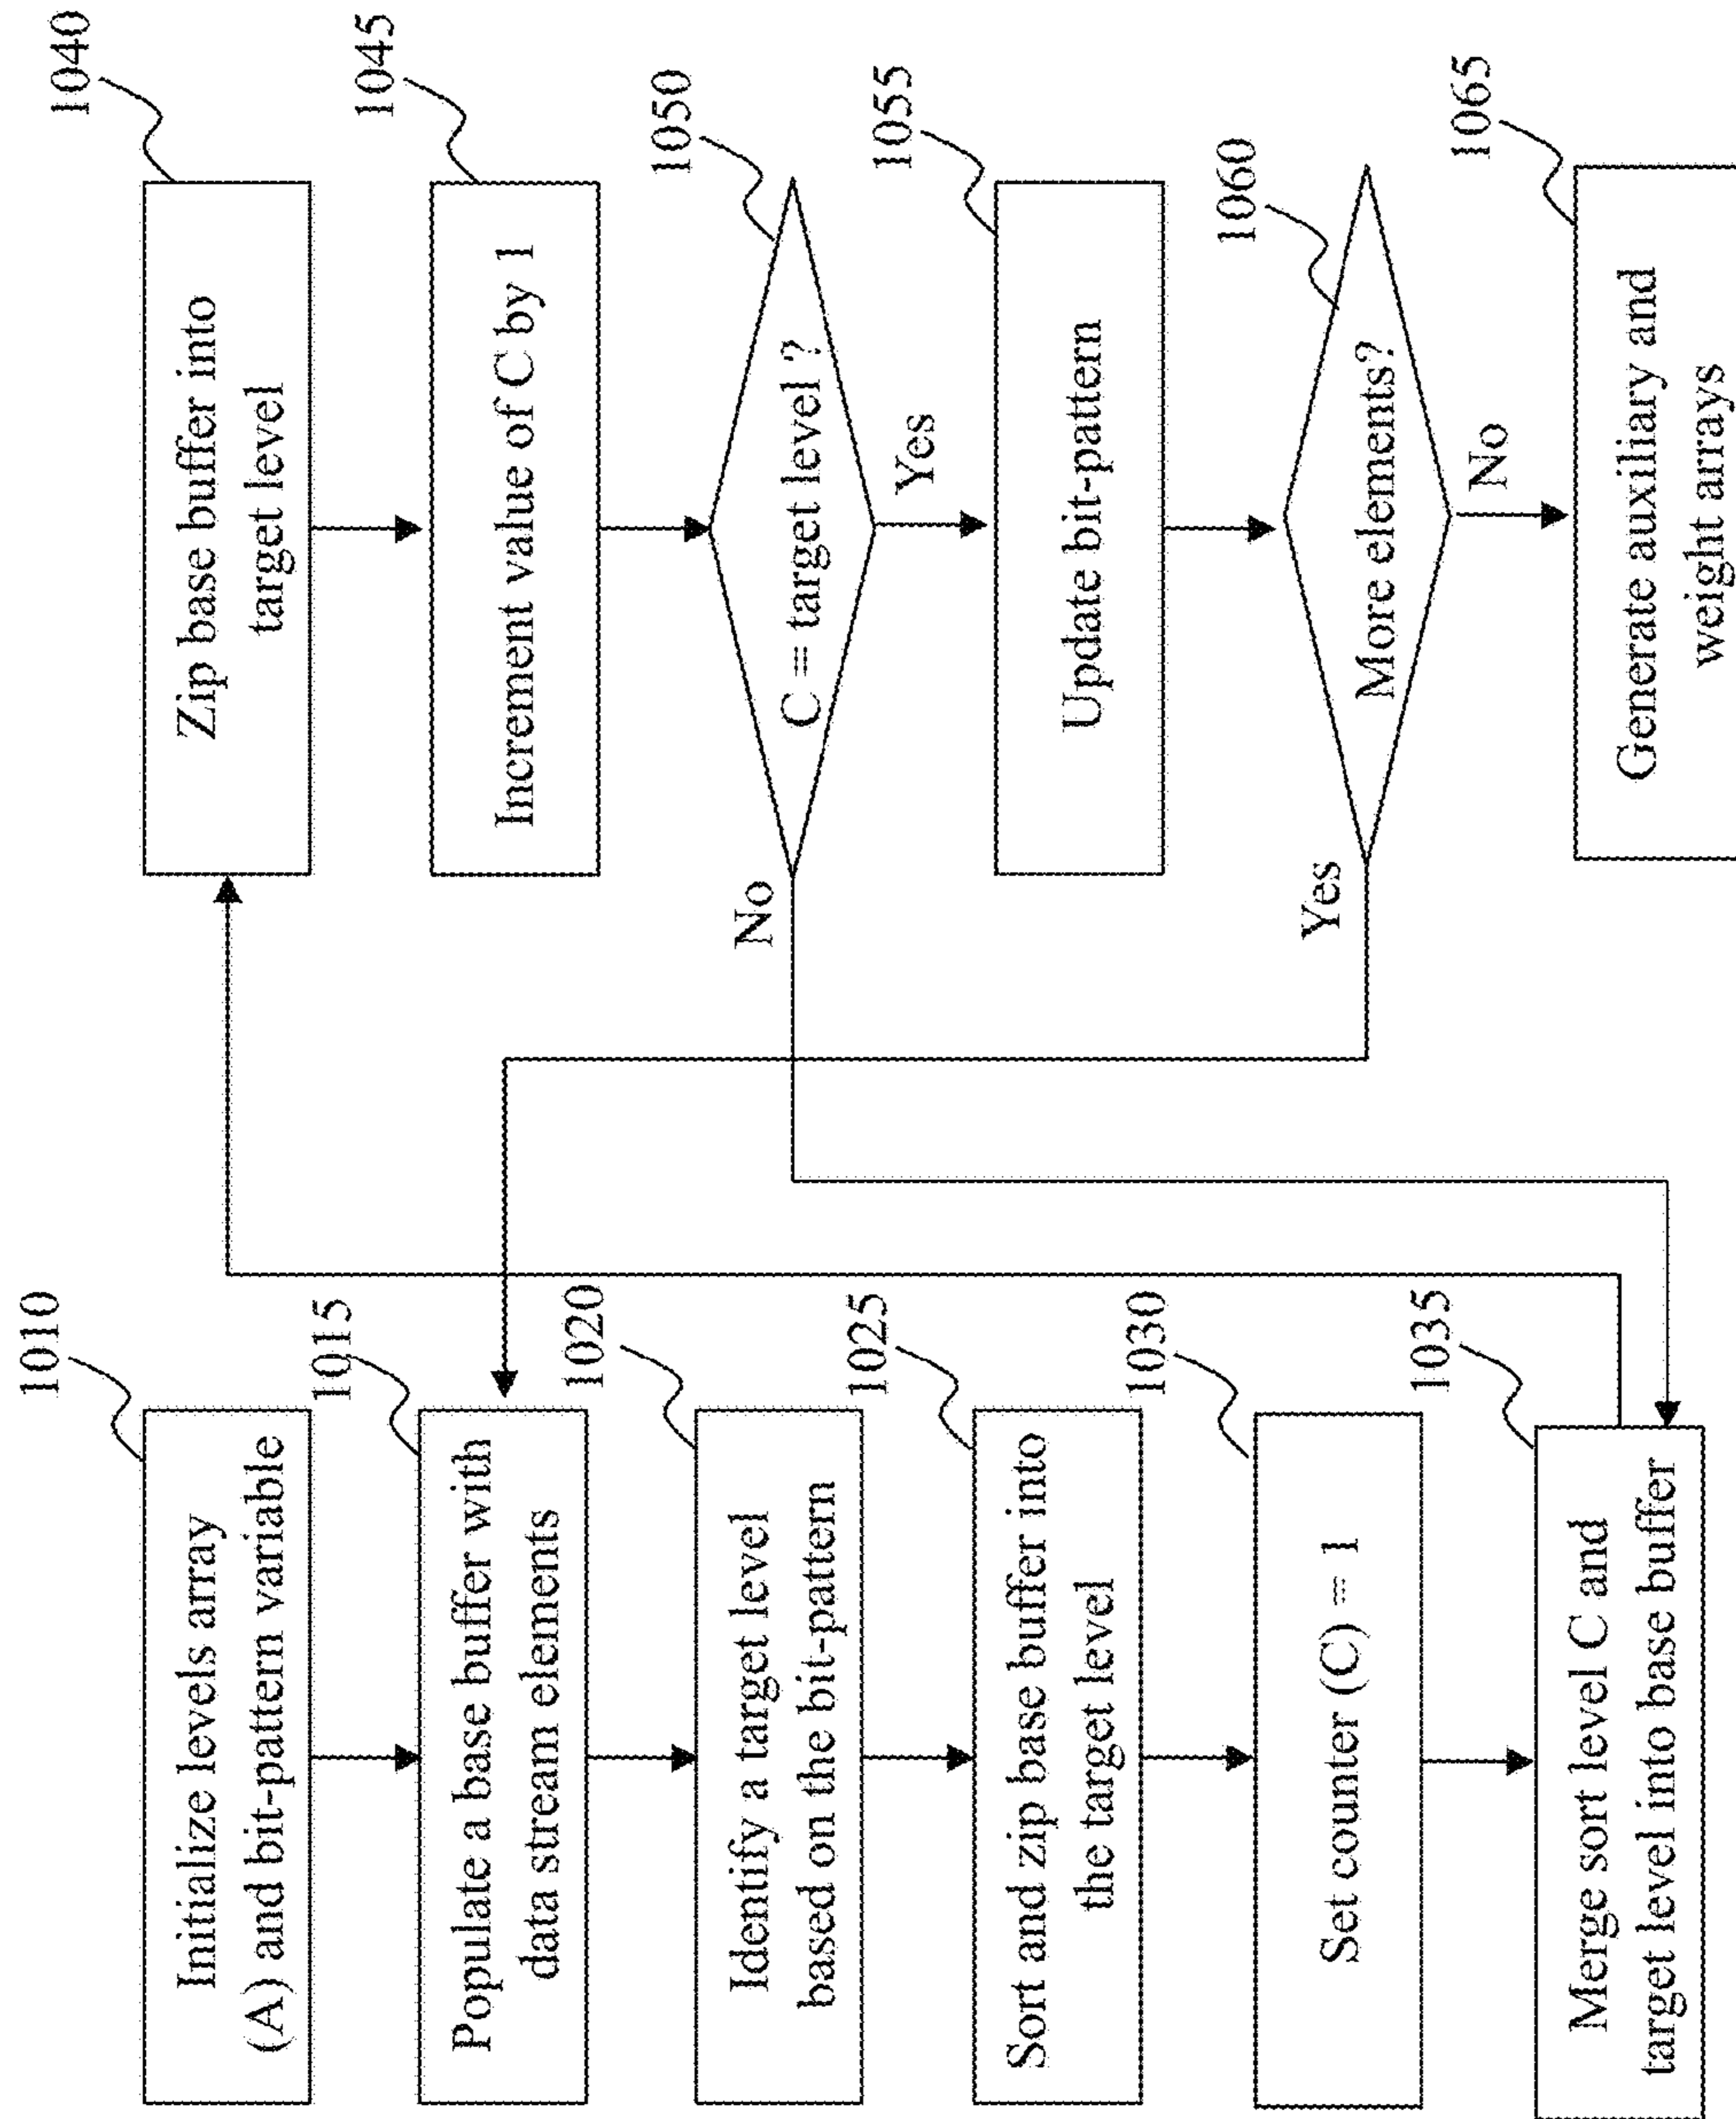 1010
Initialize levels array
(A) and bit-pattern variable
1015
Populate a base buffer with
data stream elements
1020
Identify a target level
based on the bit-pattern
1025
Sort and zip base buffer into
the target level
1030
Set counter (C) = 1
1035
Merge sort level C and
target level into base buffer
1040
Zip base buffer into
target level
1045
Increment value of C by 1
1050
C = target level ?
No
Yes
1055
Update bit-pattern
1060
More elements?
Yes
No
1065
Generate auxiliary and
weight arrays